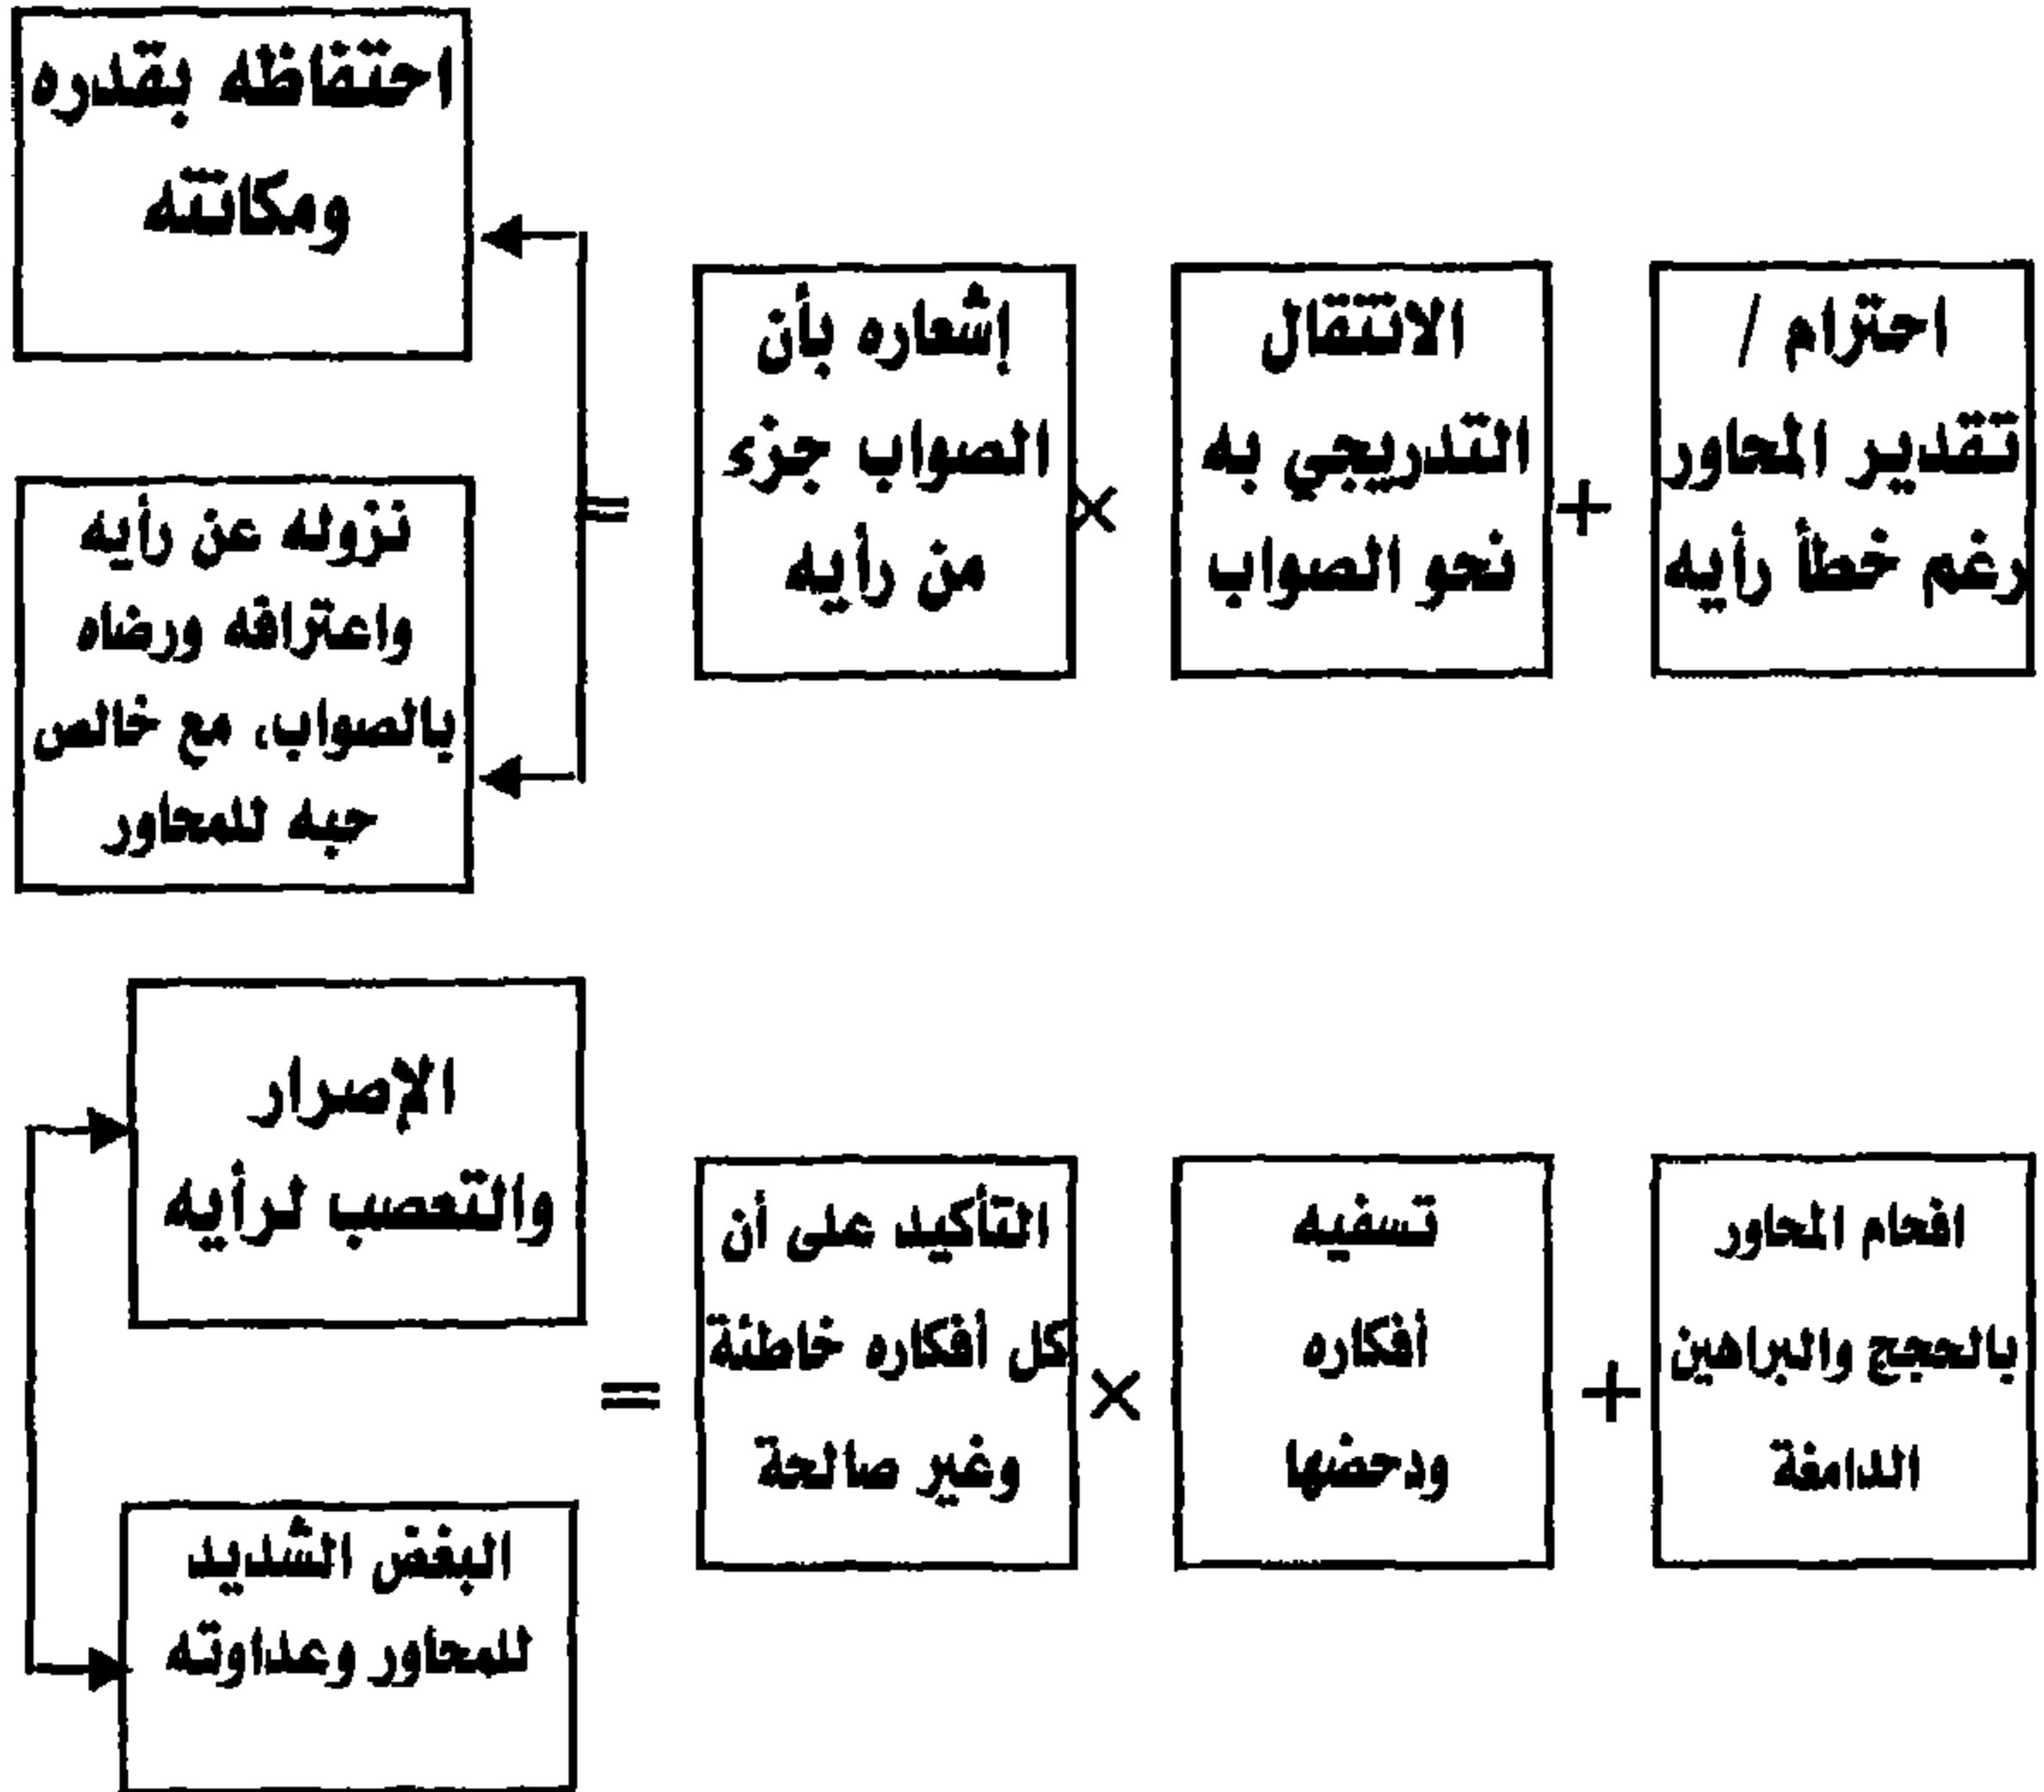 احترام /
تقدير المحاور
رغم خطأ رأيه
+
الانتقال
التدريجي به
نحو الصواب
×
إشعاره بأن
الصواب جزء
من رأيه
=
احتفاظه بقدره
ومكانته
نزوله عن رأيه
واعترافه ورضاه
بالصواب، مع خالص
حبه للمحاور
افحام المحاور
بالحجج والبراهين
الدامغة
+
تسفيه
أفكاره
ودحضها
×
التأكيد على أن
كل أفكاره خاطئة
وغير صالحة
=
الإصرار
والتعصب لرأيه
البغض الشديد
للمحاور وعداوته